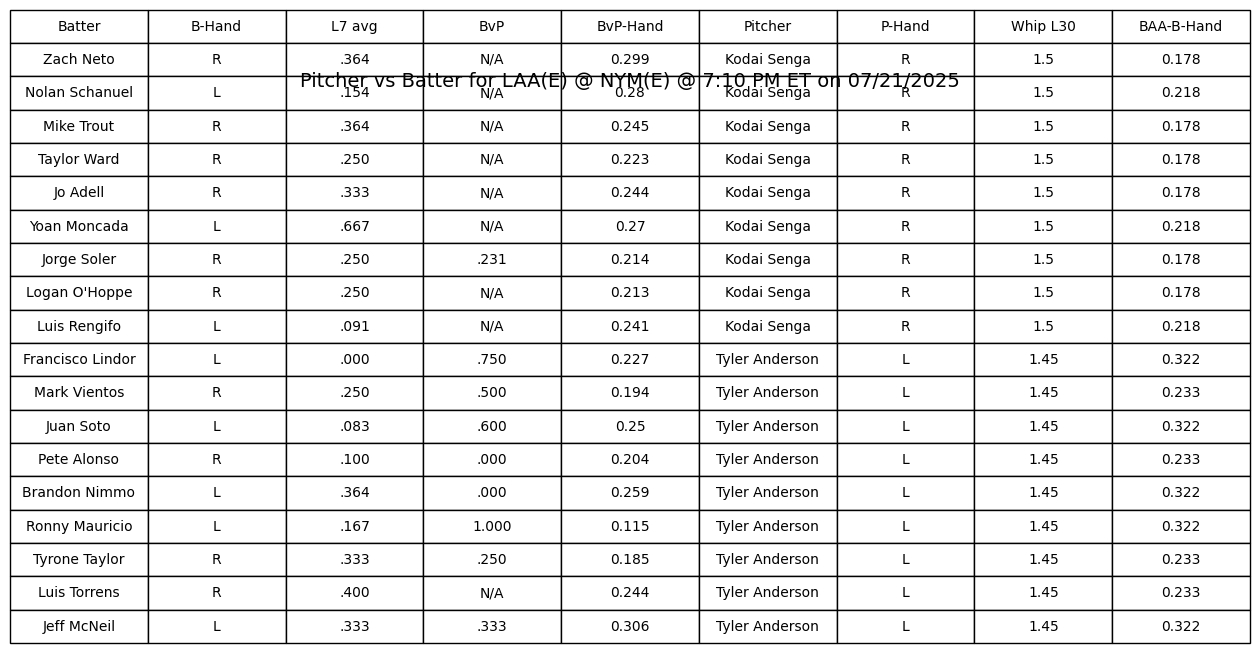 Batter B-Hand L7 avg BvP BvP-Hand Pitcher P-Hand Whip L30 BAA-B-Hand
Zach Neto R .364 N/A 0.299 Kodai Senga R 1.5 0.178
Pitcher vs Batter for LAA(E) @ NYM(E) @ 7:10 PM ET on 07/21/2025
Nolan Schanuel L .154 N/A 0.28 Kodai Senga R 1.5 0.218
Mike Trout R .364 N/A 0.245 Kodai Senga R 1.5 0.178
Taylor Ward R .250 N/A 0.223 Kodai Senga R 1.5 0.178
Jo Adell R .333 N/A 0.244 Kodai Senga R 1.5 0.178
Yoan Moncada L .667 N/A 0.27 Kodai Senga R 1.5 0.218
Jorge Soler R .250 .231 0.214 Kodai Senga R 1.5 0.178
Logan O'Hoppe R .250 N/A 0.213 Kodai Senga R 1.5 0.178
Luis Rengifo L .091 N/A 0.241 Kodai Senga R 1.5 0.218
Francisco Lindor L .000 .750 0.227 Tyler Anderson L 1.45 0.322
Mark Vientos R .250 .500 0.194 Tyler Anderson L 1.45 0.233
Juan Soto L .083 .600 0.25 Tyler Anderson L 1.45 0.322
Pete Alonso R .100 .000 0.204 Tyler Anderson L 1.45 0.233
Brandon Nimmo L .364 .000 0.259 Tyler Anderson L 1.45 0.322
Ronny Mauricio L .167 1.000 0.115 Tyler Anderson L 1.45 0.322
Tyrone Taylor R .333 .250 0.185 Tyler Anderson L 1.45 0.233
Luis Torrens R .400 N/A 0.244 Tyler Anderson L 1.45 0.233
Jeff McNeil L .333 .333 0.306 Tyler Anderson L 1.45 0.322